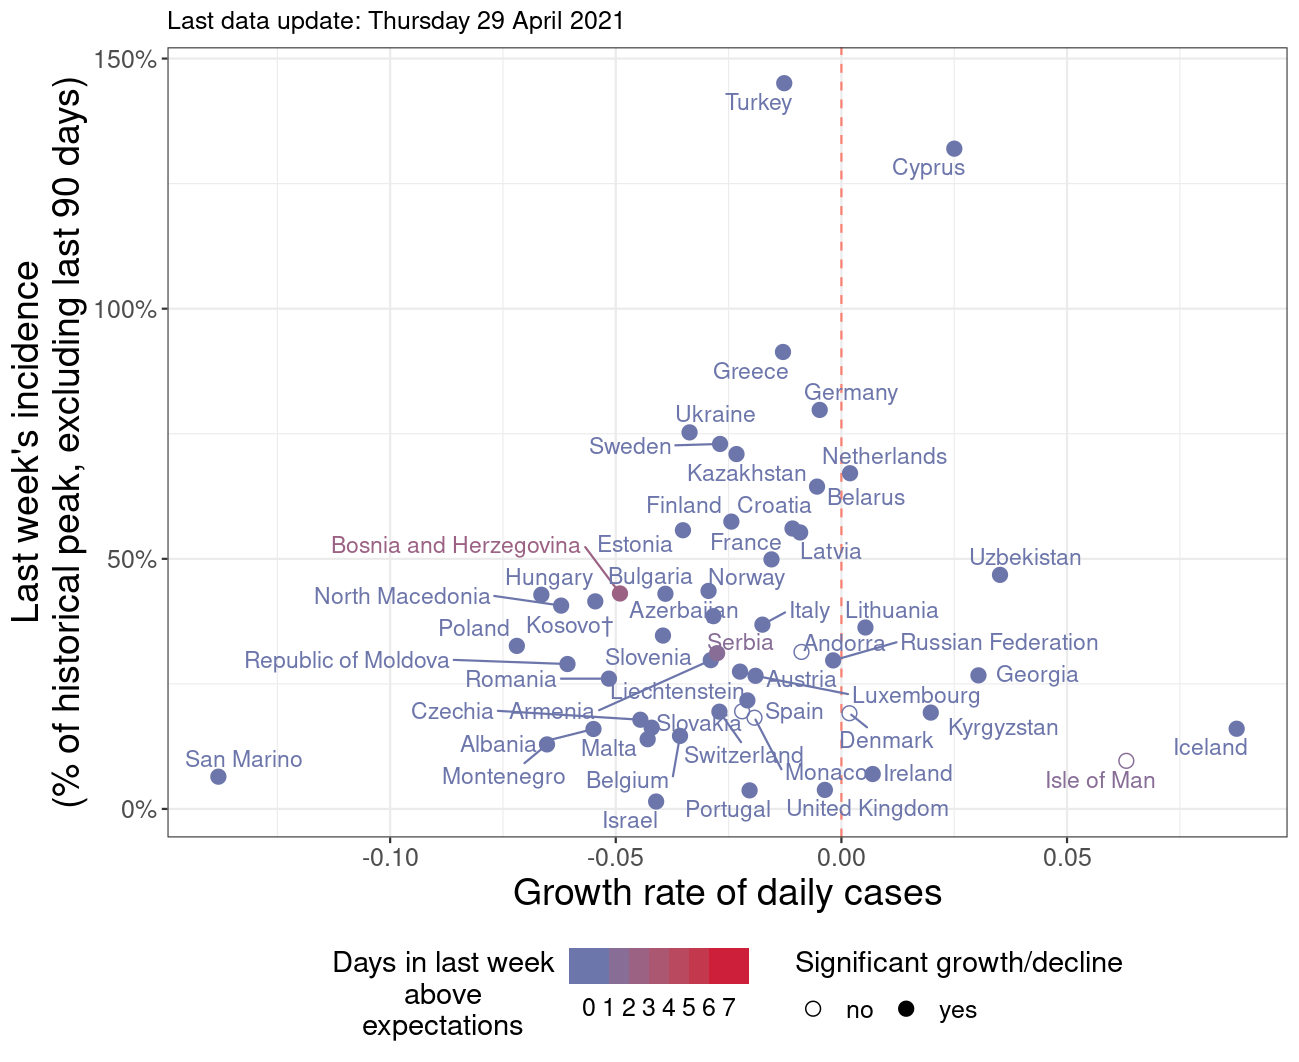 Last data update: Thursday 29 April 2021
Last week's incidence
(% of historical peak, excluding last 90 days)
150%
100%
50%
0%
Turkey
Cyprus
Greece
Germany
Ukraine
Sweden
Netherlands
Kazakhstan
Belarus
Finland
Croatia
Bosnia and Herzegovina
Estonia
France
Latvia
Uzbekistan
Hungary
Bulgaria
Norway
North Macedonia
Azerbaijan
Italy
Lithuania
Poland
Kosovo†
Serbia
Andorra
Russian Federation
Republic of Moldova
Slovenia
Georgia
Romania
Liechtenstein
Austria
Luxembourg
Czechia
Armenia
Slovakia
Spain
Kyrgyzstan
Denmark
Albania
Malta
Switzerland
Iceland
San Marino
Montenegro
Belgium
Monaco
Ireland
Isle of Man
Israel
Portugal
United Kingdom
-0.10
-0.05
0.00
0.05
Growth rate of daily cases
Days in last week
above
expectations
0 1 2 3 4 5 6 7
Significant growth/decline
no
yes